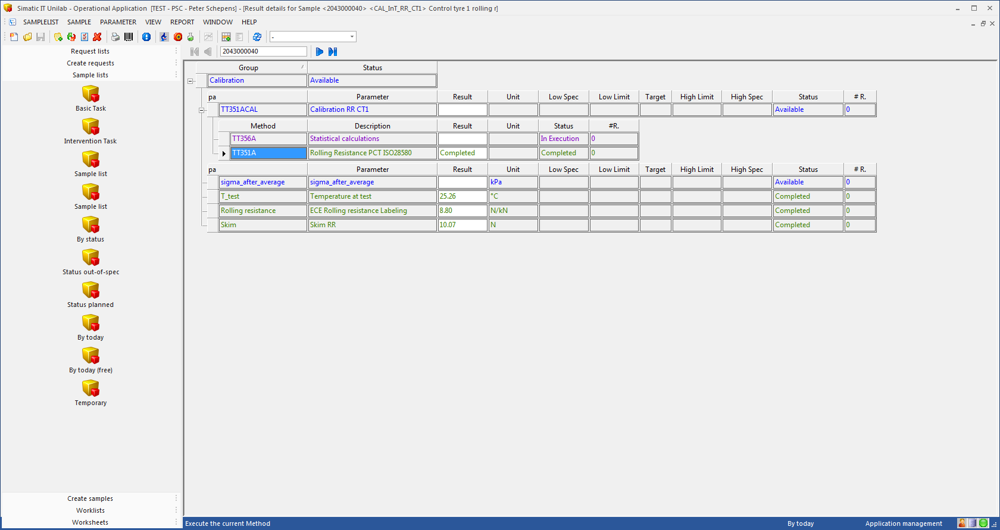 Simatic IT Unilab - Operational Application [TEST - PSC - Peter Schepens] - [Result details for Sample <2043000040> <CAL_InT_RR_CT1> Control tyre 1 rolling r]
SAMPLELIST SAMPLE PARAMETER VIEW REPORT WINDOW HELP
-
Request lists
Create requests
Sample lists
Basic Task
Intervention Task
Sample list
Sample list
By status
Status out-of-spec
Status planned
By today
By today (free)
Temporary
Create samples
Worklists
Worksheets
2043000040
Group Status
Calibration Available
pa Parameter Result Unit Low Spec Low Limit Target High Limit High Spec Status # R.
TT351ACAL Calibration RR CT1 Available 0
Method Description Result Unit Status #R.
TT356A Statistical calculations In Execution 0
TT351A Rolling Resistance PCT ISO28580 Completed Completed 0
pa Parameter Result Unit Low Spec Low Limit Target High Limit High Spec Status # R.
sigma_after_average sigma_after_average kPa Available 0
T_test Temperature at test 25.26 °C Completed 0
Rolling resistance ECE Rolling resistance Labeling 8.80 N/kN Completed 0
Skim Skim RR 10.07 N Completed 0
Execute the current Method By today Application management